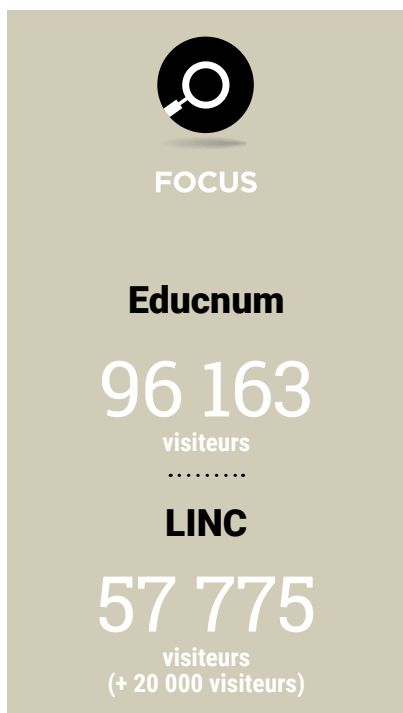 FOCUS
Educnum
96 163
visiteurs
LINC
57 775
visiteurs
(+ 20 000 visiteurs)